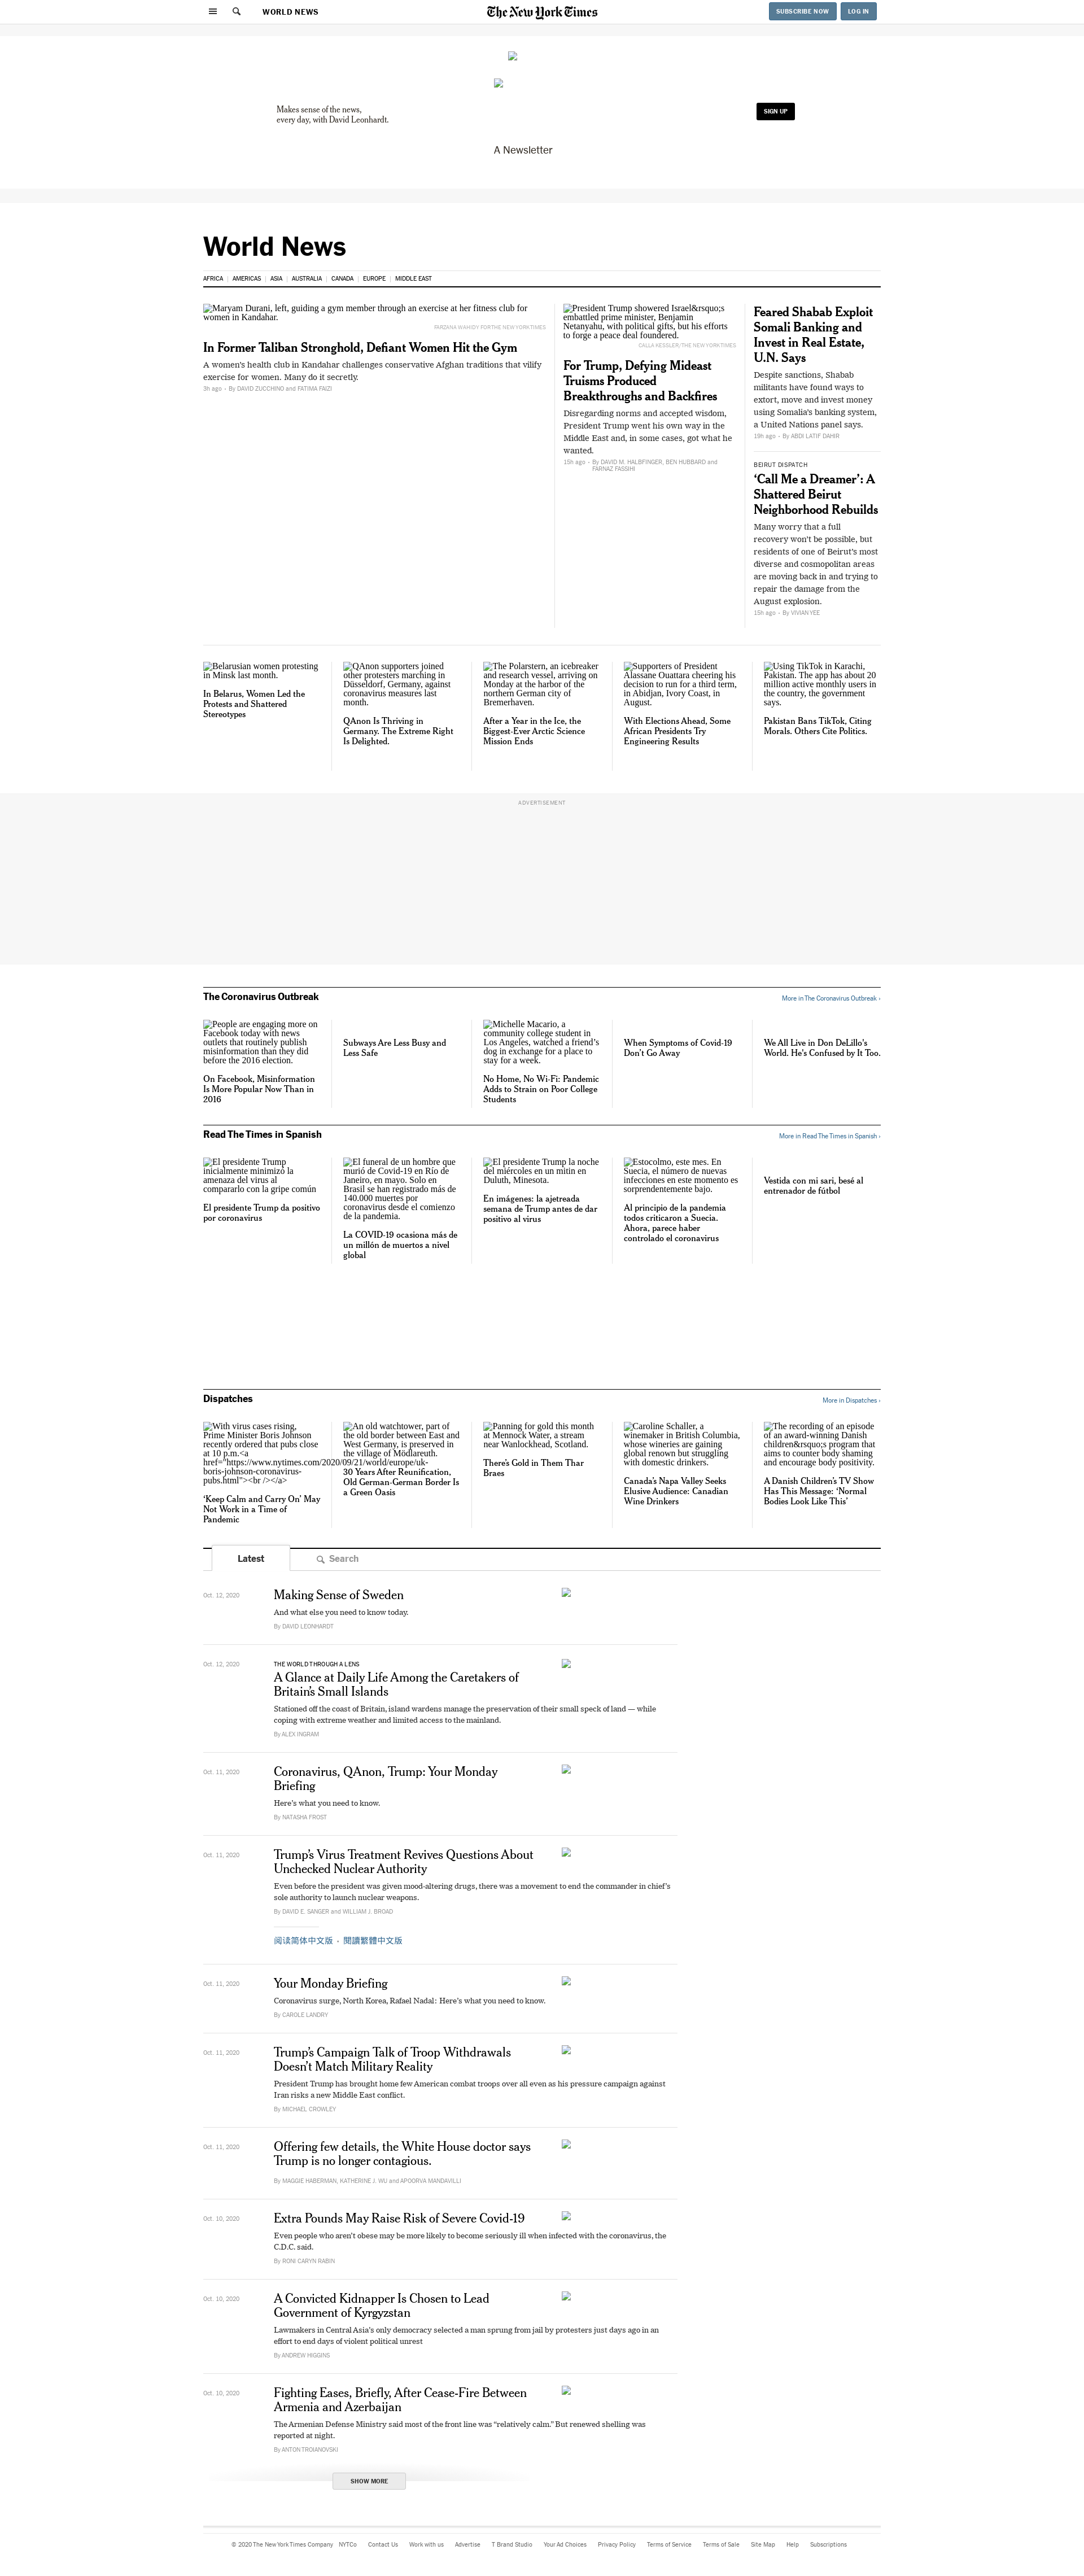 WORLD NEWS
The New York Times
SUBSCRIBE NOW
LOG IN
Makes sense of the news,
every day, with David Leonhardt.
SIGN UP
A Newsletter
World News
AFRICA | AMERICAS | ASIA | AUSTRALIA | CANADA | EUROPE | MIDDLE EAST
Maryam Durani, left, guiding a gym member through an exercise at her fitness club for
women in Kandahar.
FARZANA WAHIDY FOR THE NEW YORK TIMES
In Former Taliban Stronghold, Defiant Women Hit the Gym
A women's health club in Kandahar challenges conservative Afghan traditions that vilify
exercise for women. Many do it secretly.
3h ago - By DAVID ZUCCHINO and FATIMA FAIZI
President Trump showered Israel&rsquo;s
embattled prime minister, Benjamin
Netanyahu, with political gifts, but his efforts
to forge a peace deal foundered.
CALLA KESSLER/THE NEW YORK TIMES
For Trump, Defying Mideast
Truisms Produced
Breakthroughs and Backfires
Disregarding norms and accepted wisdom,
President Trump went his own way in the
Middle East and, in some cases, got what he
wanted.
15h ago - By DAVID M. HALBFINGER, BEN HUBBARD and
FARNAZ FASSIHI
Feared Shabab Exploit
Somali Banking and
Invest in Real Estate,
U.N. Says
Despite sanctions, Shabab
militants have found ways to
extort, move and invest money
using Somalia's banking system,
a United Nations panel says.
19h ago - By ABDI LATIF DAHIR
BEIRUT DISPATCH
‘Call Me a Dreamer’: A
Shattered Beirut
Neighborhood Rebuilds
Many worry that a full
recovery won't be possible, but
residents of one of Beirut's most
diverse and cosmopolitan areas
are moving back in and trying to
repair the damage from the
August explosion.
15h ago - By VIVIAN YEE
Belarusian women protesting
in Minsk last month.
In Belarus, Women Led the
Protests and Shattered
Stereotypes
QAnon supporters joined
other protesters marching in
Düsseldorf, Germany, against
coronavirus measures last
month.
QAnon Is Thriving in
Germany. The Extreme Right
Is Delighted.
The Polarstern, an icebreaker
and research vessel, arriving on
Monday at the harbor of the
northern German city of
Bremerhaven.
After a Year in the Ice, the
Biggest-Ever Arctic Science
Mission Ends
Supporters of President
Alassane Ouattara cheering his
decision to run for a third term,
in Abidjan, Ivory Coast, in
August.
With Elections Ahead, Some
African Presidents Try
Engineering Results
Using TikTok in Karachi,
Pakistan. The app has about 20
million active monthly users in
the country, the government
says.
Pakistan Bans TikTok, Citing
Morals. Others Cite Politics.
ADVERTISEMENT
The Coronavirus Outbreak
More in The Coronavirus Outbreak ›
People are engaging more on
Facebook today with news
outlets that routinely publish
misinformation than they did
before the 2016 election.
On Facebook, Misinformation
Is More Popular Now Than in
2016
Subways Are Less Busy and
Less Safe
Michelle Macario, a
community college student in
Los Angeles, watched a friend’s
dog in exchange for a place to
stay for a week.
No Home, No Wi-Fi: Pandemic
Adds to Strain on Poor College
Students
When Symptoms of Covid-19
Don’t Go Away
We All Live in Don DeLillo’s
World. He’s Confused by It Too.
Read The Times in Spanish
More in Read The Times in Spanish ›
El presidente Trump
inicialmente minimizó la
amenaza del virus al
compararlo con la gripe común
El presidente Trump da positivo
por coronavirus
El funeral de un hombre que
murió de Covid-19 en Río de
Janeiro, en mayo. Solo en
Brasil se han registrado más de
140.000 muertes por
coronavirus desde el comienzo
de la pandemia.
La COVID-19 ocasiona más de
un millón de muertos a nivel
global
El presidente Trump la noche
del miércoles en un mitin en
Duluth, Minesota.
En imágenes: la ajetreada
semana de Trump antes de dar
positivo al virus
Estocolmo, este mes. En
Suecia, el número de nuevas
infecciones en este momento es
sorprendentemente bajo.
Al principio de la pandemia
todos criticaron a Suecia.
Ahora, parece haber
controlado el coronavirus
Vestida con mi sari, besé al
entrenador de fútbol
Dispatches
More in Dispatches ›
With virus cases rising,
Prime Minister Boris Johnson
recently ordered that pubs close
at 10 p.m.<a
href="https://www.nytimes.com/2020/09/21/world/europe/uk-
boris-johnson-coronavirus-
pubs.html"><br /></a>
‘Keep Calm and Carry On’ May
Not Work in a Time of
Pandemic
An old watchtower, part of
the old border between East and
West Germany, is preserved in
the village of Mödlareuth.
30 Years After Reunification,
Old German-German Border Is
a Green Oasis
Panning for gold this month
at Mennock Water, a stream
near Wanlockhead, Scotland.
There’s Gold in Them Thar
Braes
Caroline Schaller, a
winemaker in British Columbia,
whose wineries are gaining
global renown but struggling
with domestic drinkers.
Canada’s Napa Valley Seeks
Elusive Audience: Canadian
Wine Drinkers
The recording of an episode
of an award-winning Danish
children&rsquo;s program that
aims to counter body shaming
and encourage body positivity.
A Danish Children’s TV Show
Has This Message: ‘Normal
Bodies Look Like This’
Latest
Search
Oct. 12, 2020
Making Sense of Sweden
And what else you need to know today.
By DAVID LEONHARDT
Oct. 12, 2020
THE WORLD THROUGH A LENS
A Glance at Daily Life Among the Caretakers of
Britain’s Small Islands
Stationed off the coast of Britain, island wardens manage the preservation of their small speck of land — while
coping with extreme weather and limited access to the mainland.
By ALEX INGRAM
Oct. 11, 2020
Coronavirus, QAnon, Trump: Your Monday
Briefing
Here’s what you need to know.
By NATASHA FROST
Oct. 11, 2020
Trump’s Virus Treatment Revives Questions About
Unchecked Nuclear Authority
Even before the president was given mood-altering drugs, there was a movement to end the commander in chief’s
sole authority to launch nuclear weapons.
By DAVID E. SANGER and WILLIAM J. BROAD
阅读简体中文版 • 閱讀繁體中文版
Oct. 11, 2020
Your Monday Briefing
Coronavirus surge, North Korea, Rafael Nadal: Here’s what you need to know.
By CAROLE LANDRY
Oct. 11, 2020
Trump’s Campaign Talk of Troop Withdrawals
Doesn’t Match Military Reality
President Trump has brought home few American combat troops over all even as his pressure campaign against
Iran risks a new Middle East conflict.
By MICHAEL CROWLEY
Oct. 11, 2020
Offering few details, the White House doctor says
Trump is no longer contagious.
By MAGGIE HABERMAN, KATHERINE J. WU and APOORVA MANDAVILLI
Oct. 10, 2020
Extra Pounds May Raise Risk of Severe Covid-19
Even people who aren’t obese may be more likely to become seriously ill when infected with the coronavirus, the
C.D.C. said.
By RONI CARYN RABIN
Oct. 10, 2020
A Convicted Kidnapper Is Chosen to Lead
Government of Kyrgyzstan
Lawmakers in Central Asia’s only democracy selected a man sprung from jail by protesters just days ago in an
effort to end days of violent political unrest
By ANDREW HIGGINS
Oct. 10, 2020
Fighting Eases, Briefly, After Cease-Fire Between
Armenia and Azerbaijan
The Armenian Defense Ministry said most of the front line was “relatively calm.” But renewed shelling was
reported at night.
By ANTON TROIANOVSKI
SHOW MORE
© 2020 The New York Times Company NYTCo Contact Us Work with us Advertise T Brand Studio Your Ad Choices Privacy Policy Terms of Service Terms of Sale Site Map Help Subscriptions